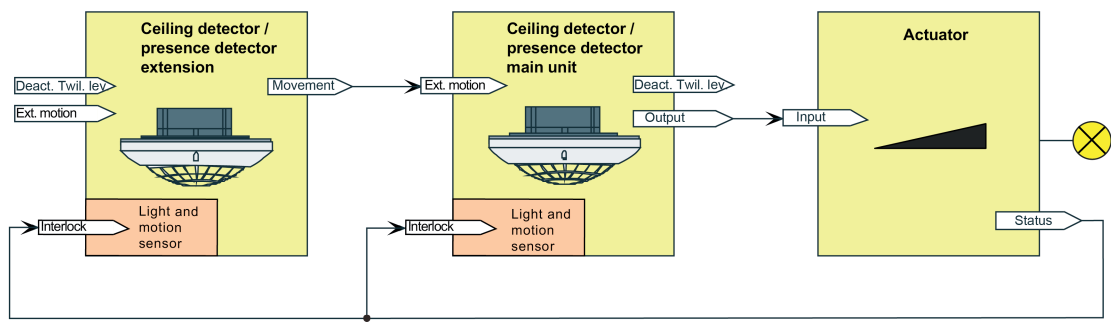 Ceiling detector /
presence detector
extension
Deact. Twil. lev
Ext. motion
Movement
Interlock
Light and
motion
sensor
Ceiling detector /
presence detector
main unit
Ext. motion
Deact. Twil. lev
Output
Interlock
Light and
motion
sensor
Actuator
Input
Status